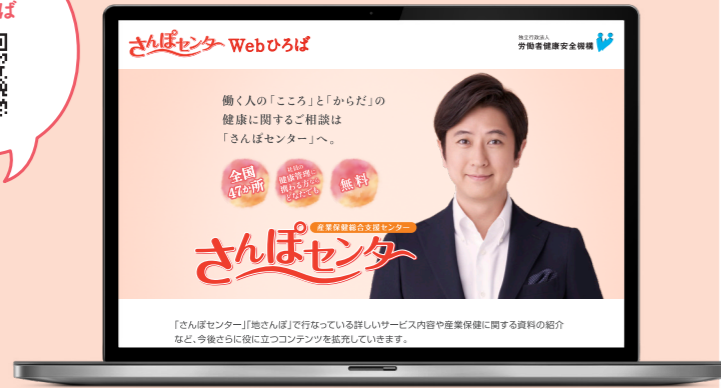 ば
さんぽセンター Webひろば
独立行政法人
労働者健康安全機構
働く人の「こころ」と「からだ」の
健康に関するご相談は
「さんぽセンター」へ。
全国
47か所
社員の
健康管理に
携わる方なら
どなたでも
無料
産業保健総合支援センター
さんぽセンター
「さんぽセンター」「地さんぽ」で行なっている詳しいサービス内容や産業保健に関する資料の紹介
など、今後さらに役に立つコンテンツを拡充していきます。